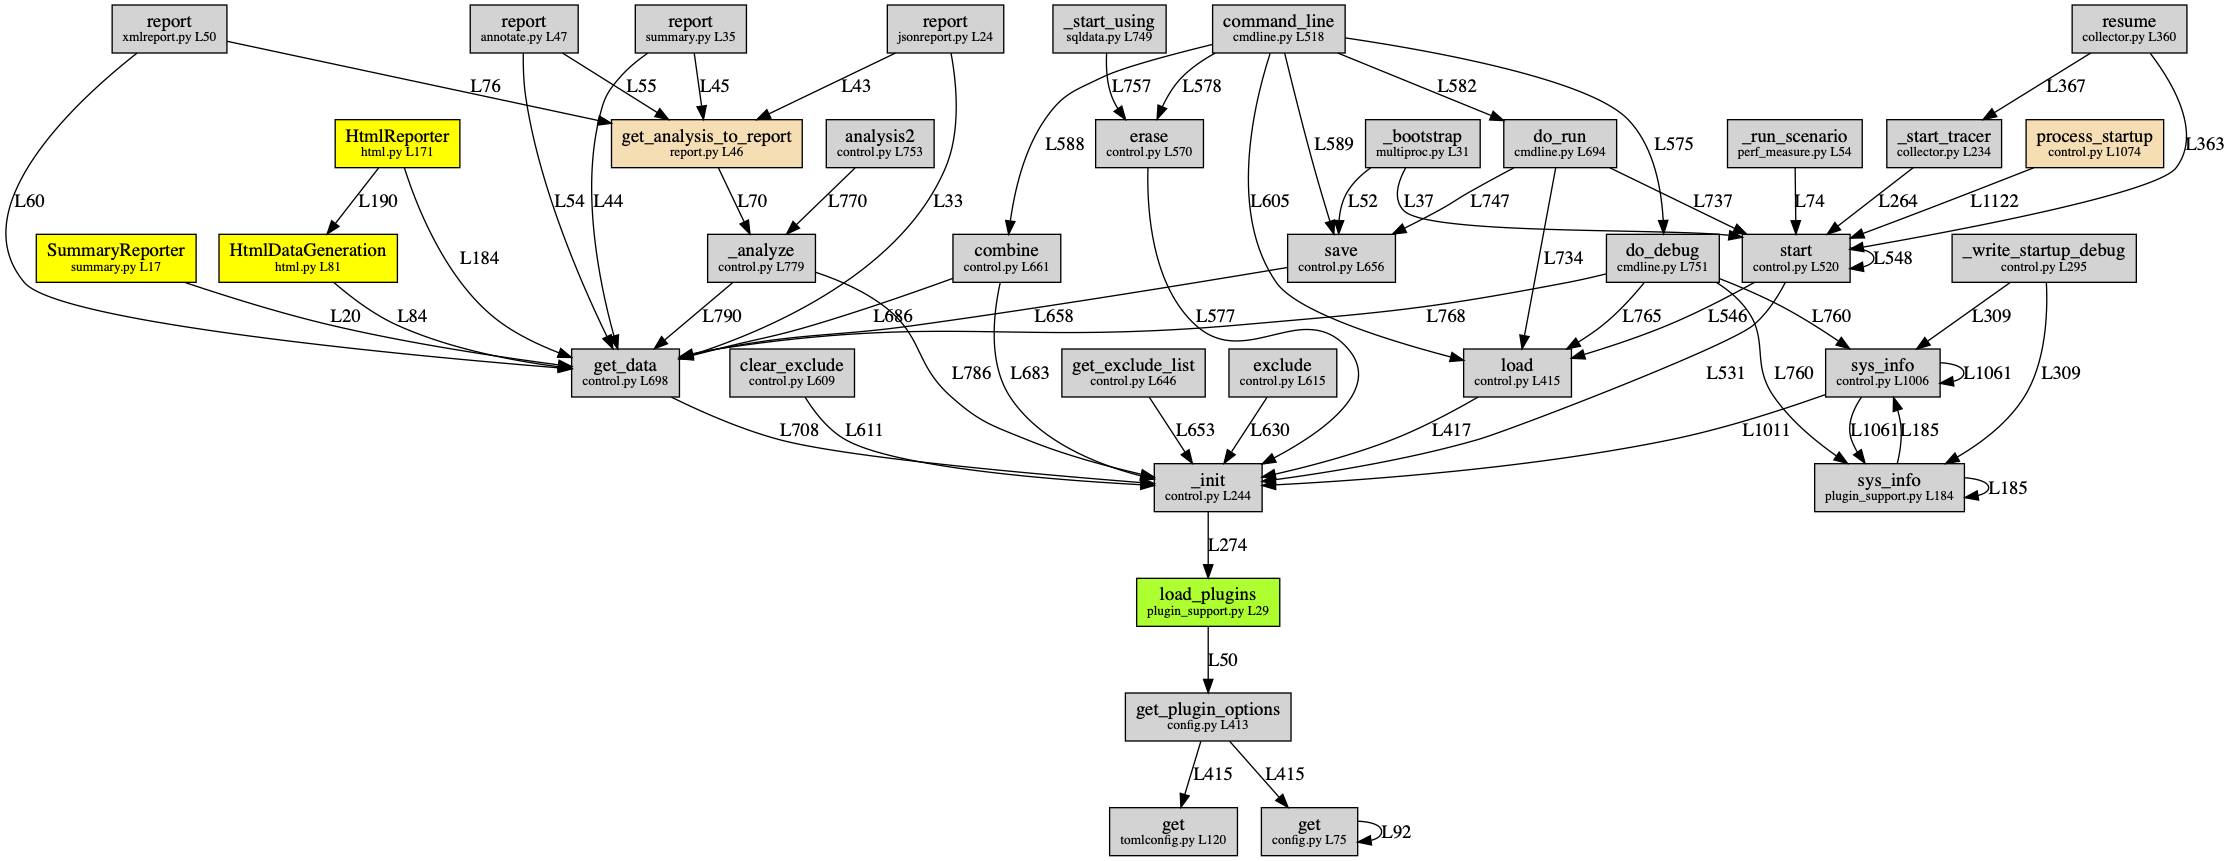 report
xmlreport.py L50
report
annotate.py L47
report
summary.py L35
report
jsonreport.py L24
_start_using
sqldata.py L749
command_line
cmdline.py L518
resume
collector.py L360
L76
L55
L45
L43
L757
L578
L582
L367
HtmlReporter
html.py L171
get_analysis_to_report
report.py L46
analysis2
control.py L753
erase
control.py L570
_bootstrap
multiproc.py L31
do_run
cmdline.py L694
_run_scenario
perf_measure.py L54
_start_tracer
collector.py L234
process_startup
control.py L1074
L588
L589
L575
L363
L60
L190
L54
L44
L70
L770
L33
L605
L52
L37
L747
L737
L74
L264
L1122
SummaryReporter
summary.py L17
HtmlDataGeneration
html.py L81
L184
_analyze
control.py L779
combine
control.py L661
save
control.py L656
L734
do_debug
cmdline.py L751
start
control.py L520
L548
_write_startup_debug
control.py L295
L20
L84
L790
L686
L658
L577
L768
L765
L546
L760
L309
get_data
control.py L698
clear_exclude
control.py L609
L786
L683
get_exclude_list
control.py L646
exclude
control.py L615
load
control.py L415
L531
L760
sys_info
control.py L1006
L1061
L309
L708
L611
L653
L630
L417
L1011
L1061
L185
_init
control.py L244
sys_info
plugin_support.py L184
L185
L274
load_plugins
plugin_support.py L29
L50
get_plugin_options
config.py L413
L415
L415
get
tomlconfig.py L120
get
config.py L75
L92